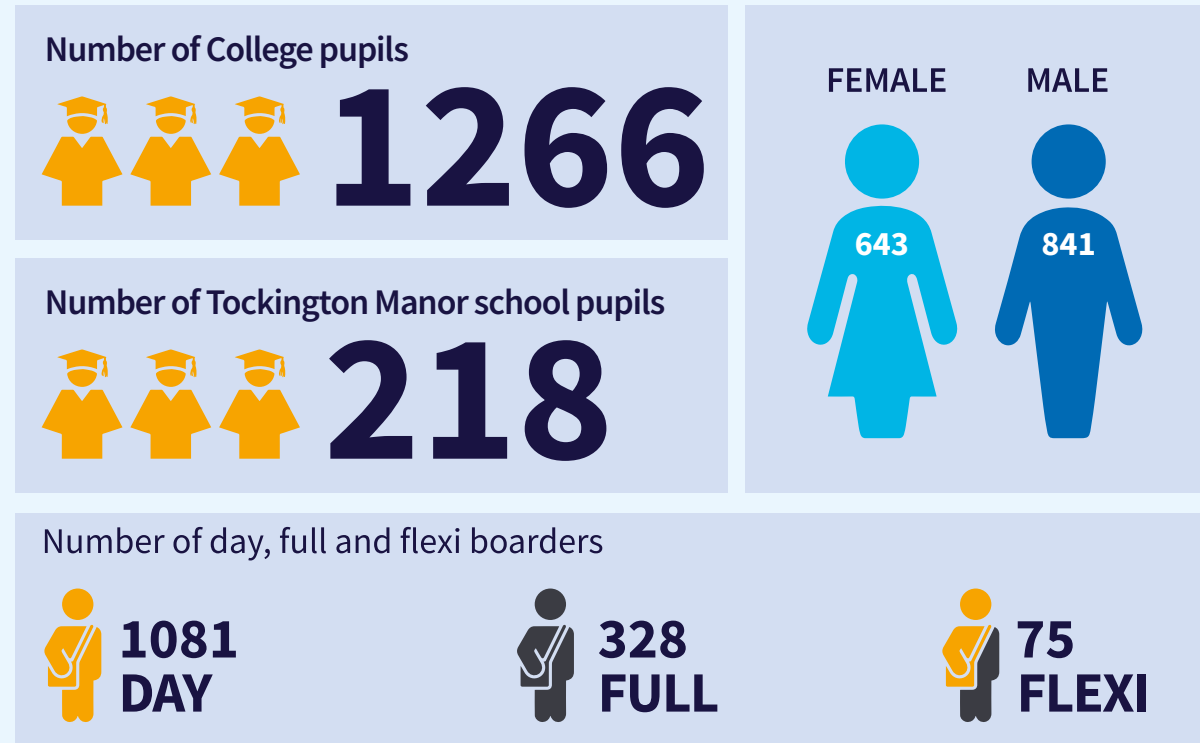 Number of College pupils
1266
Number of Tockington Manor school pupils
218
FEMALE MALE
643 841
Number of day, full and flexi boarders
1081
DAY
328
FULL
75
FLEXI